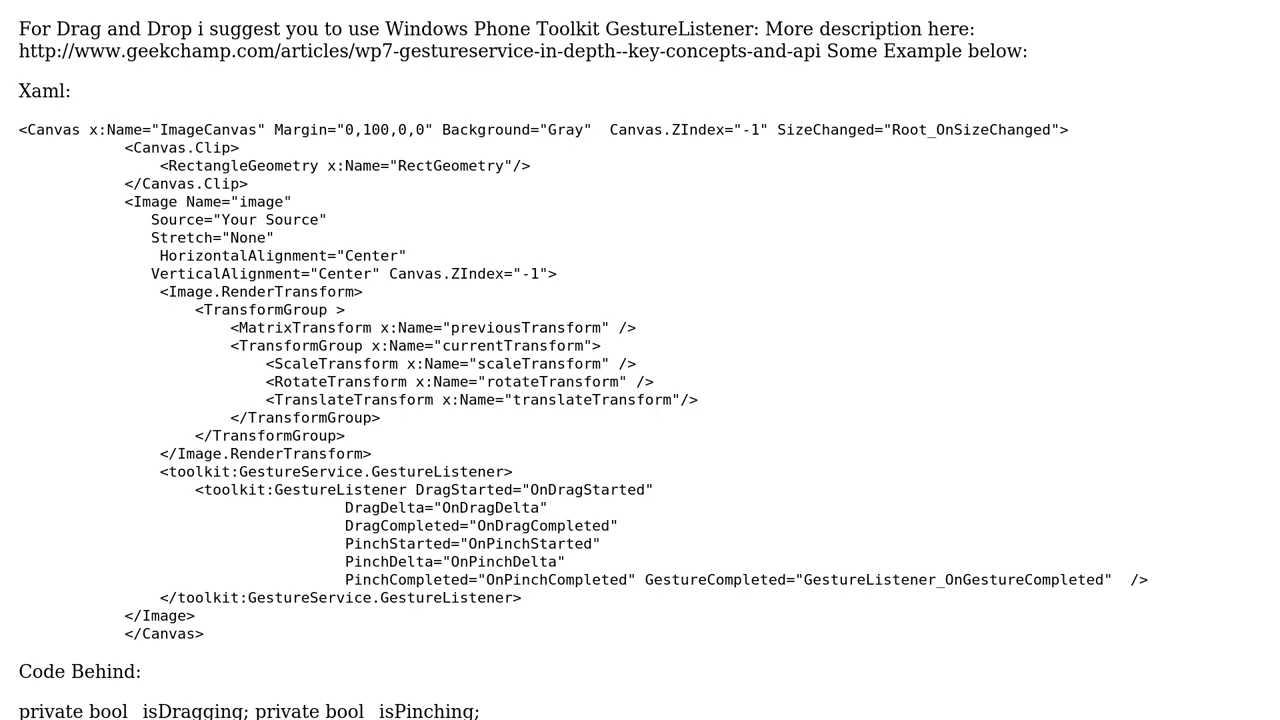 For Drag and Drop i suggest you to use Windows Phone Toolkit GestureListener: More description here:
http://www.geekchamp.com/articles/wp7-gestureservice-in-depth--key-concepts-and-api Some Example below:
Xaml:
<Canvas x:Name="ImageCanvas" Margin="0,100,0,0" Background="Gray"  Canvas.ZIndex="-1" SizeChanged="Root_OnSizeChanged">
            <Canvas.Clip>
                <RectangleGeometry x:Name="RectGeometry"/>
            </Canvas.Clip>
            <Image Name="image"
               Source="Your Source"
               Stretch="None"
                HorizontalAlignment="Center"
               VerticalAlignment="Center" Canvas.ZIndex="-1">
                <Image.RenderTransform>
                    <TransformGroup >
                        <MatrixTransform x:Name="previousTransform" />
                        <TransformGroup x:Name="currentTransform">
                            <ScaleTransform x:Name="scaleTransform" />
                            <RotateTransform x:Name="rotateTransform" />
                            <TranslateTransform x:Name="translateTransform"/>
                        </TransformGroup>
                    </TransformGroup>
                </Image.RenderTransform>
                <toolkit:GestureService.GestureListener>
                    <toolkit:GestureListener DragStarted="OnDragStarted"
                                     DragDelta="OnDragDelta"
                                     DragCompleted="OnDragCompleted"
                                     PinchStarted="OnPinchStarted"
                                     PinchDelta="OnPinchDelta"
                                     PinchCompleted="OnPinchCompleted" GestureCompleted="GestureListener_OnGestureCompleted"  />
                </toolkit:GestureService.GestureListener>
            </Image>
            </Canvas>
Code Behind:
private bool _isDragging; private bool _isPinching;